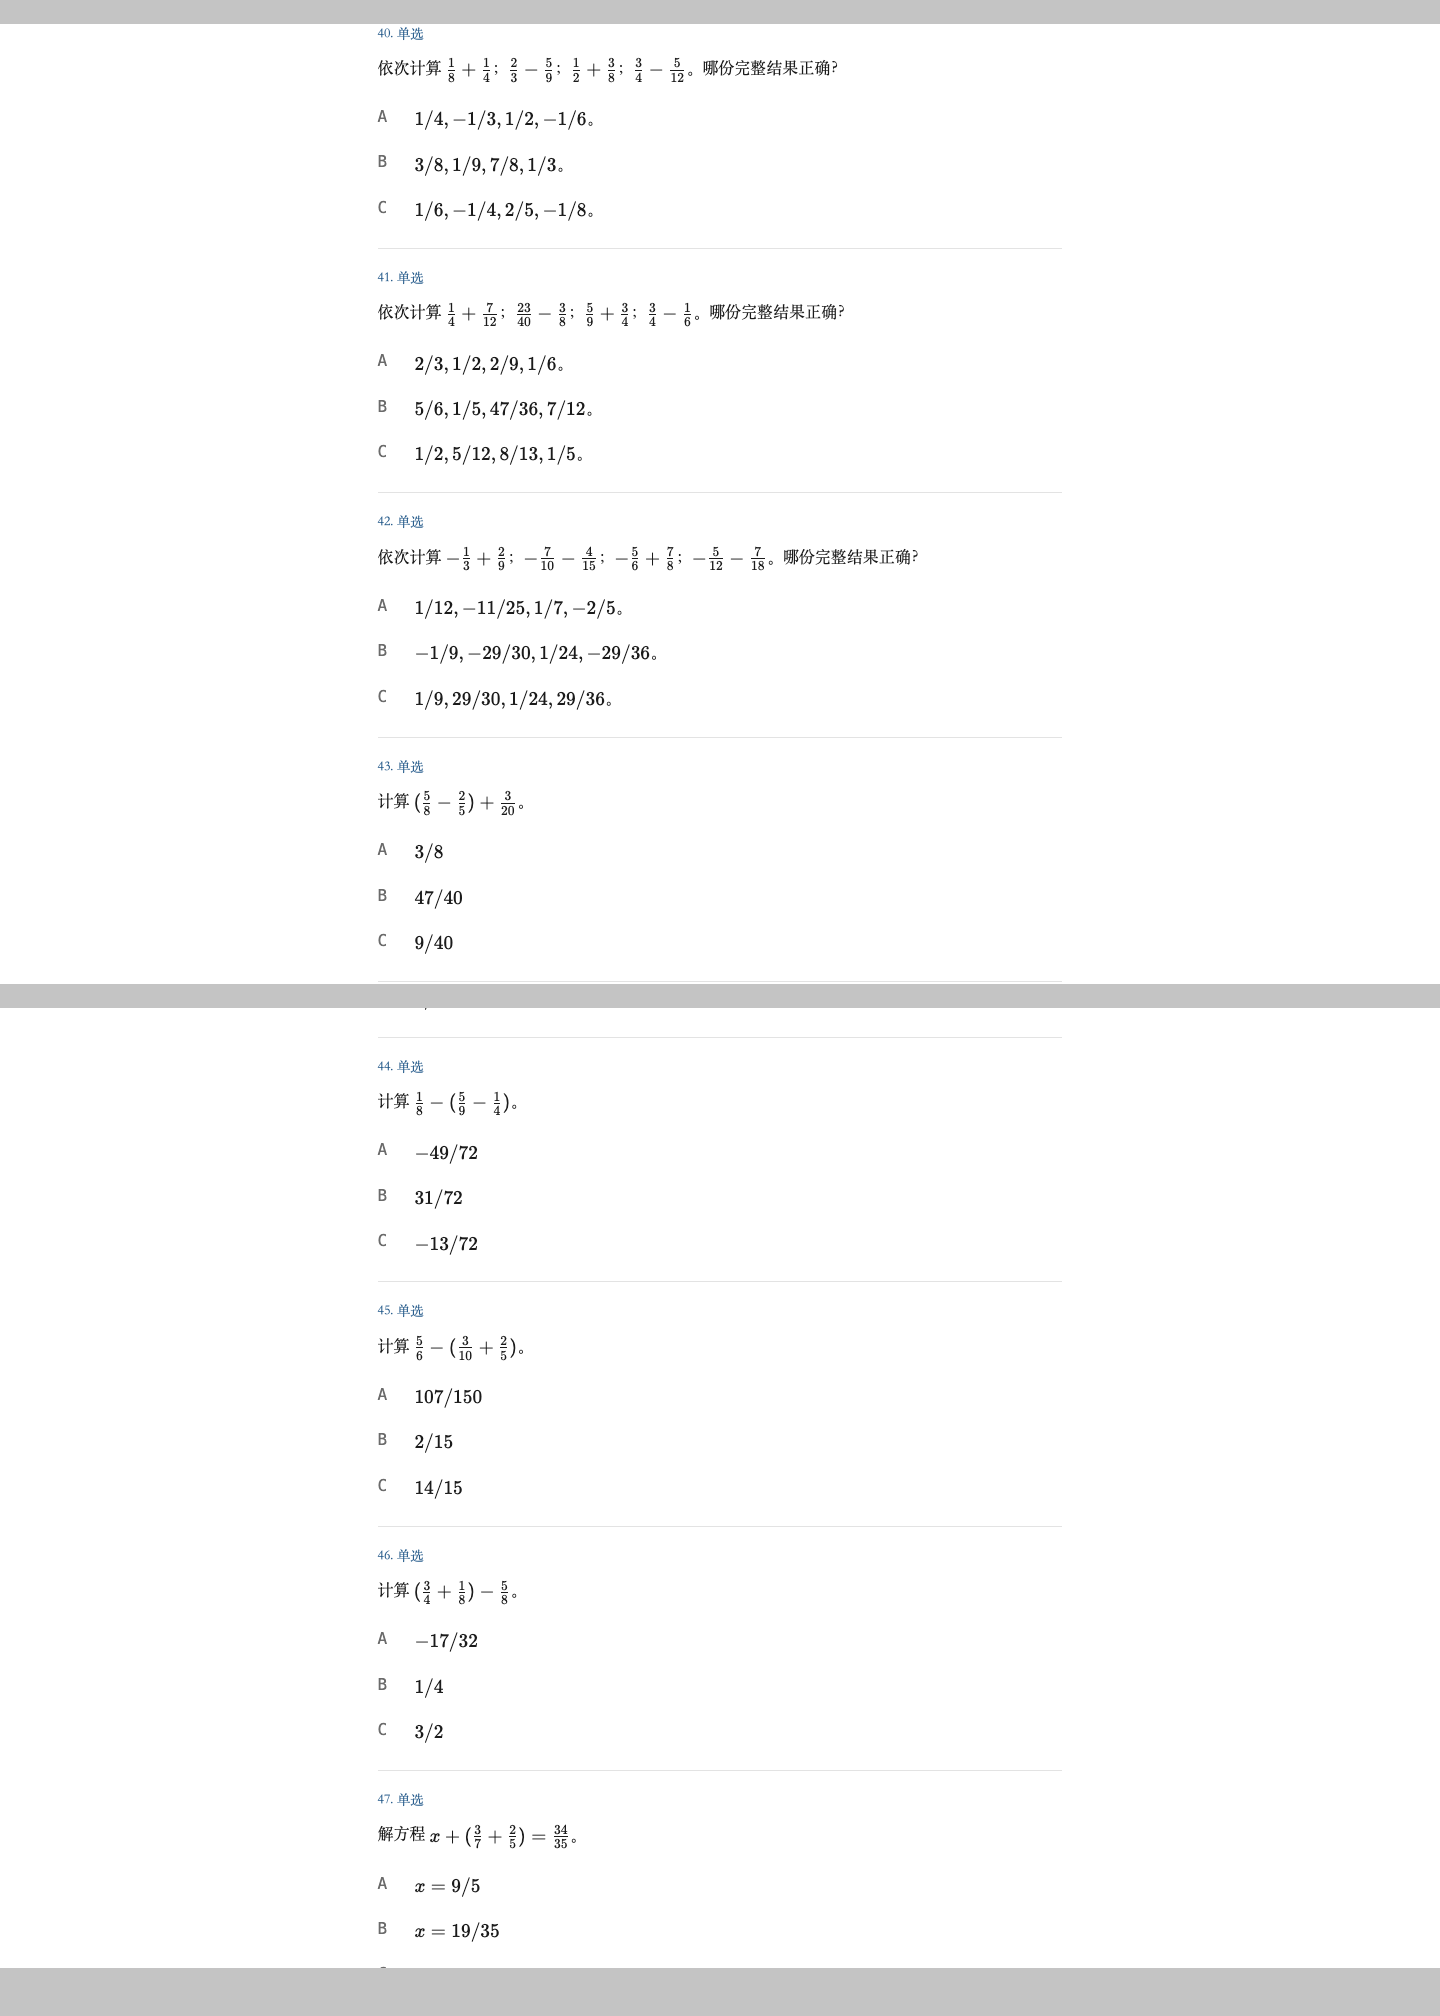 40. 单选
依次计算 1/8 + 1/4; 2/3 − 5/9; 1/2 + 3/8; 3/4 − 5/12。哪份完整结果正确?
A 1/4, −1/3, 1/2, −1/6。
B 3/8, 1/9, 7/8, 1/3。
C 1/6, −1/4, 2/5, −1/8。
41. 单选
依次计算 1/4 + 7/12; 23/40 − 3/8; 5/9 + 3/4; 3/4 − 1/6。哪份完整结果正确?
A 2/3, 1/2, 2/9, 1/6。
B 5/6, 1/5, 47/36, 7/12。
C 1/2, 5/12, 8/13, 1/5。
42. 单选
依次计算 −1/3 + 2/9; −7/10 − 4/15; −5/6 + 7/8; −5/12 − 7/18。哪份完整结果正确?
A 1/12, −11/25, 1/7, −2/5。
B −1/9, −29/30, 1/24, −29/36。
C 1/9, 29/30, 1/24, 29/36。
43. 单选
计算 (5/8 − 2/5) + 3/20。
A 3/8
B 47/40
C 9/40
44. 单选
计算 1/8 − (5/9 − 1/4)。
A −49/72
B 31/72
C −13/72
45. 单选
计算 5/6 − (3/10 + 2/5)。
A 107/150
B 2/15
C 14/15
46. 单选
计算 (3/4 + 1/8) − 5/8。
A −17/32
B 1/4
C 3/2
47. 单选
解方程 x + (3/7 + 2/5) = 34/35。
A x = 9/5
B x = 19/35